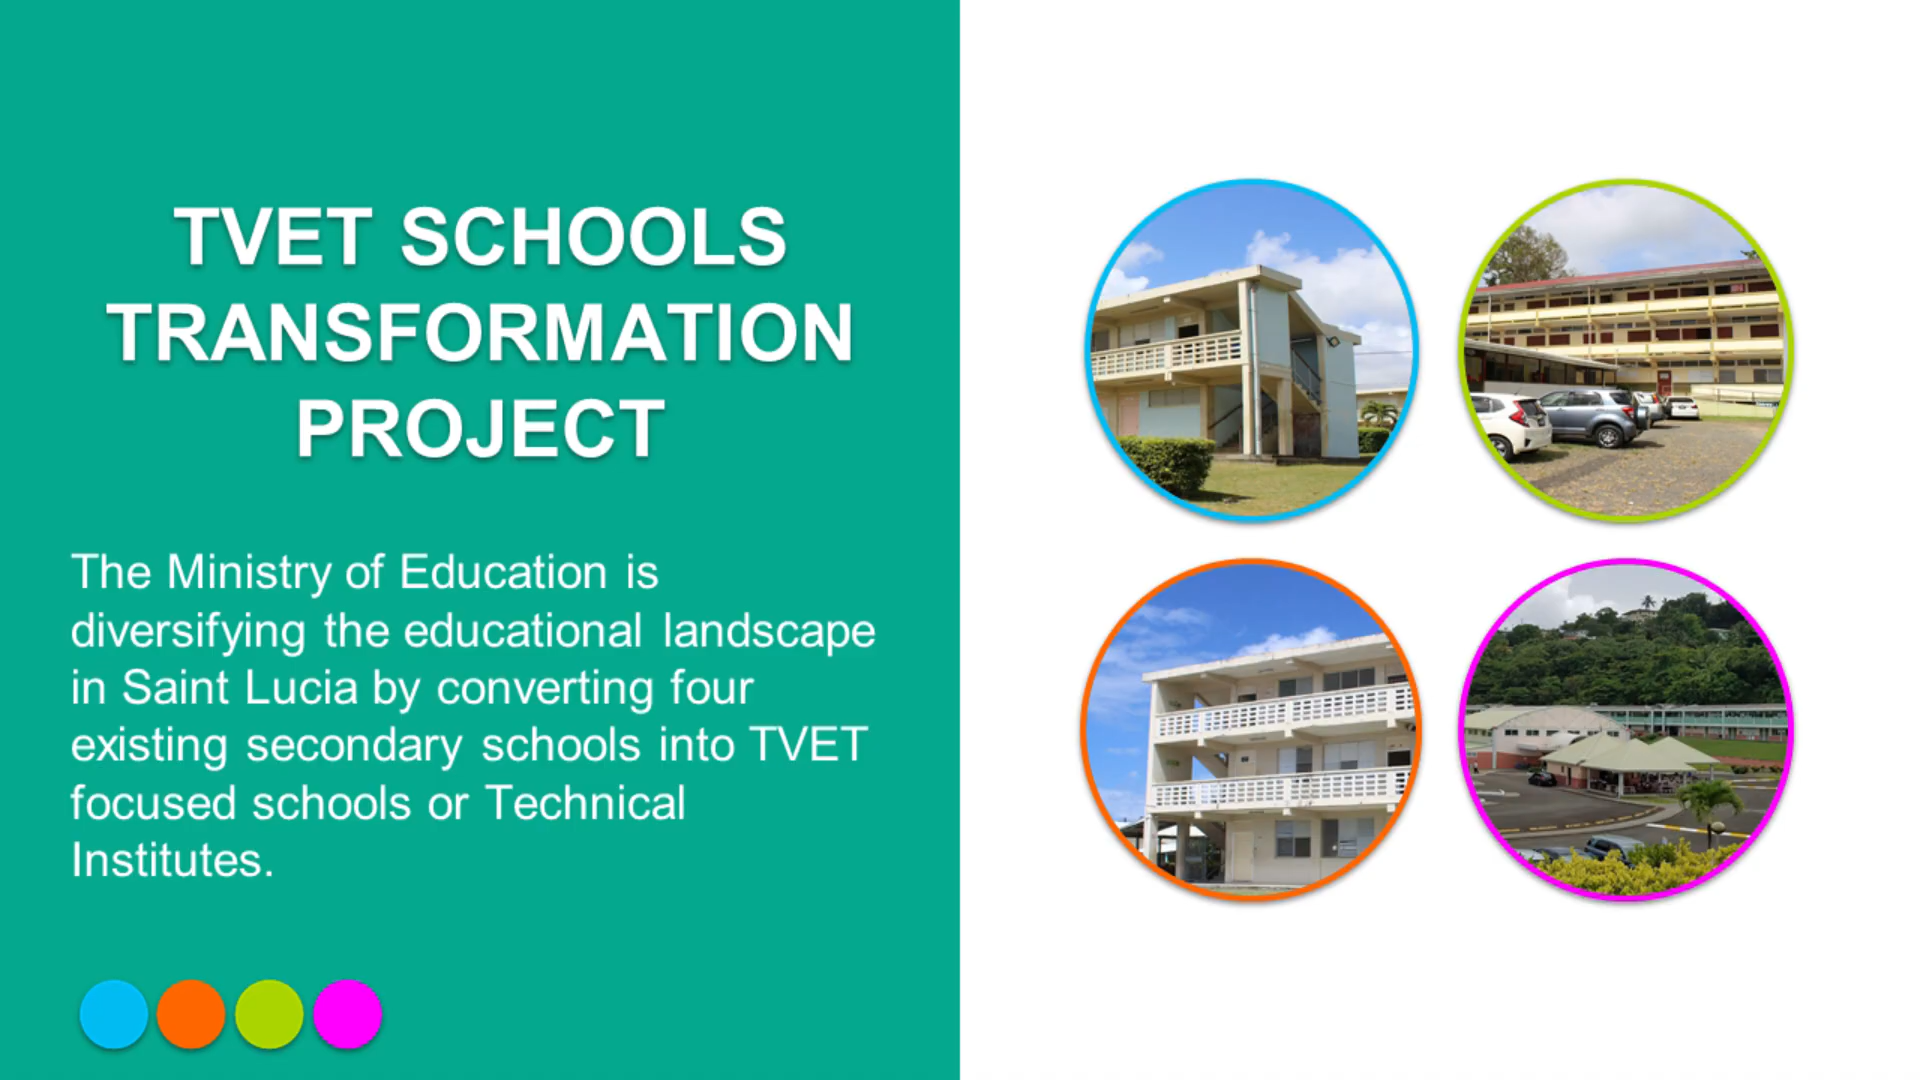 TVET SCHOOLS
TRANSFORMATION
PROJECT
The Ministry of Education is
diversifying the educational landscape
in Saint Lucia by converting four
existing secondary schools into TVET
focused schools or Technical
Institutes.